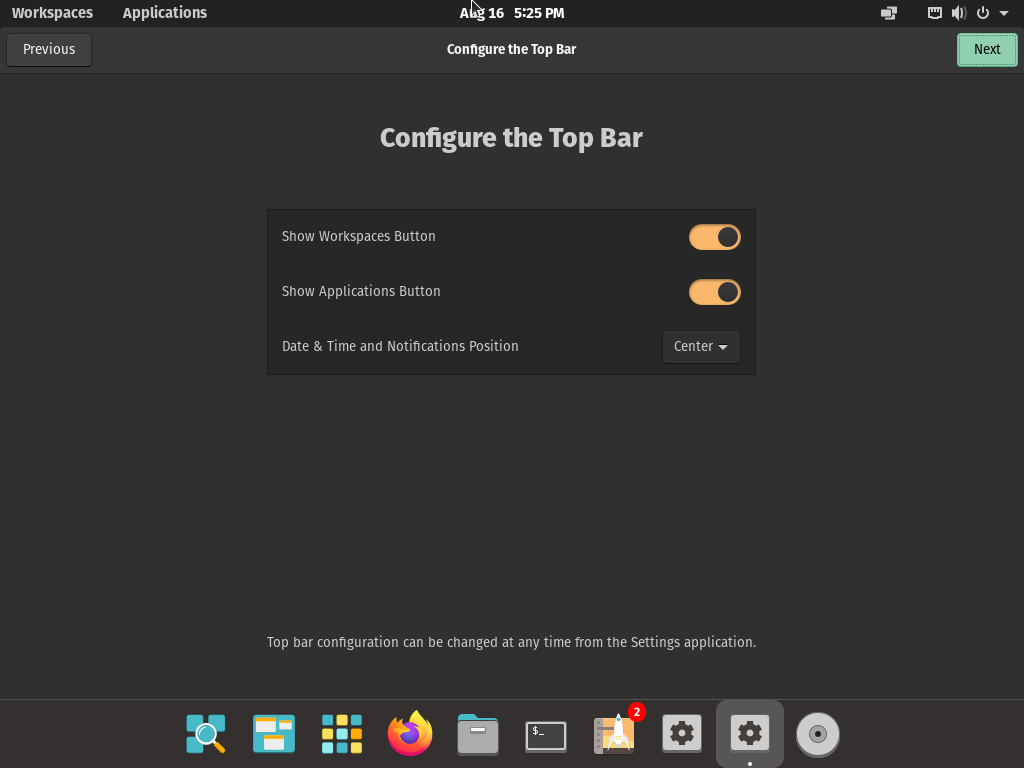 Workspaces Applications Aug 16 5:25 PM
Previous Configure the Top Bar Next
Configure the Top Bar
Show Workspaces Button
Show Applications Button
Date & Time and Notifications Position Center
Top bar configuration can be changed at any time from the Settings application.
$_ 2